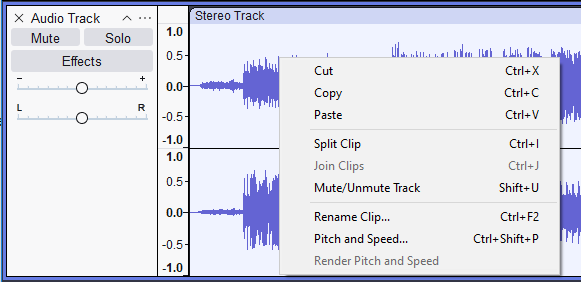 Audio Track
Mute Solo
Effects
- +
L R
Stereo Track
1.0
0.5
0.0
-0.5
-1.0
1.0
0.5
0.0
-0.5
-1.0
Cut Ctrl+X
Copy Ctrl+C
Paste Ctrl+V
Split Clip Ctrl+I
Join Clips Ctrl+J
Mute/Unmute Track Shift+U
Rename Clip... Ctrl+F2
Pitch and Speed... Ctrl+Shift+P
Render Pitch and Speed